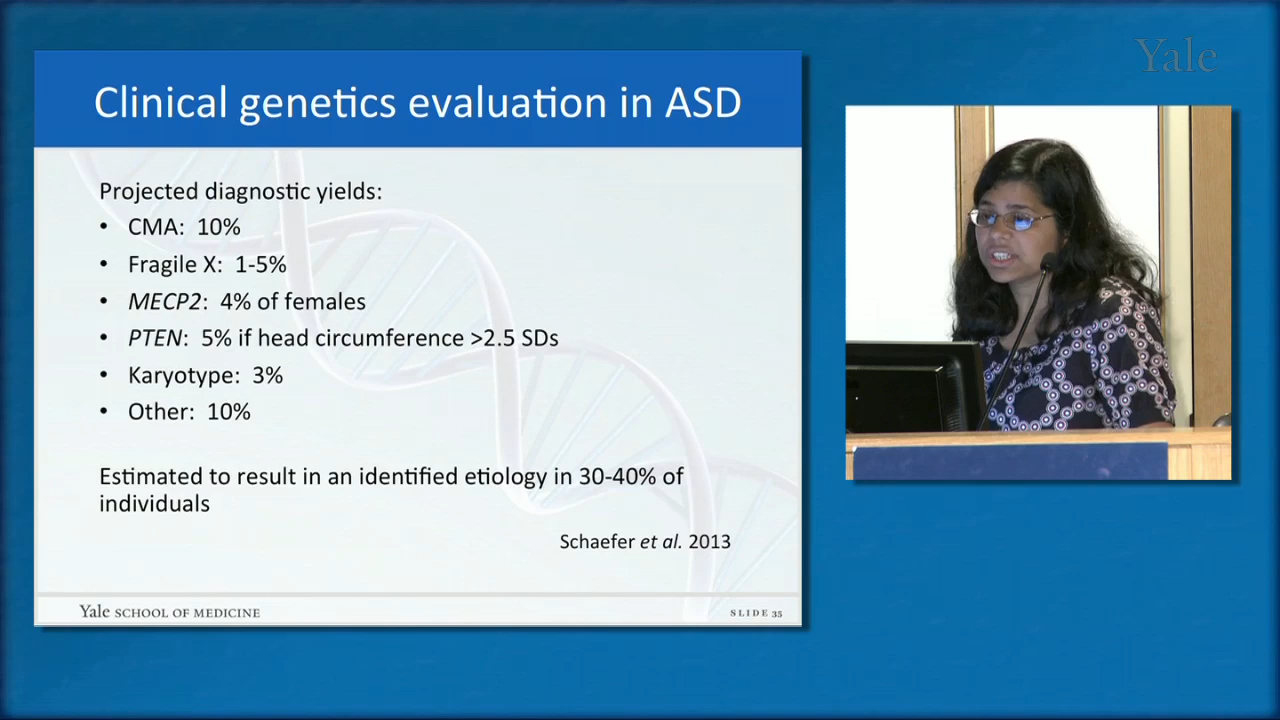 Yale
Clinical genetics evaluation in ASD
Projected diagnostic yields:
• CMA: 10%
• Fragile X: 1-5%
• MECP2: 4% of females
• PTEN: 5% if head circumference >2.5 SDs
• Karyotype: 3%
• Other: 10%
Estimated to result in an identified etiology in 30-40% of
individuals
Schaefer et al. 2013
Yale SCHOOL OF MEDICINE
SLIDE 35